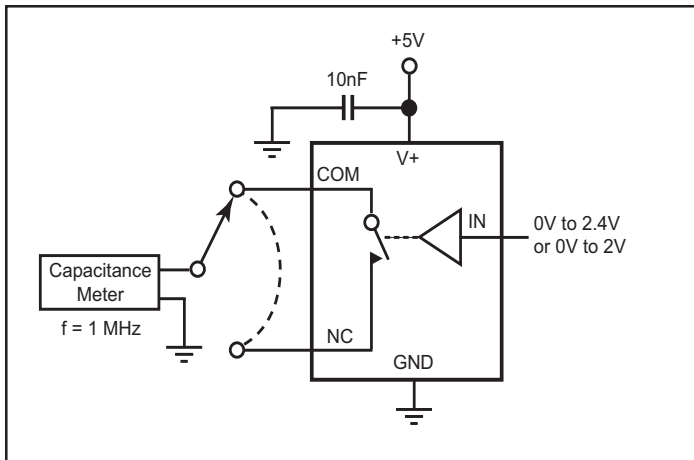 +5V
10nF
V+
COM
IN
0V to 2.4V
or 0V to 2V
Capacitance
Meter
f = 1 MHz
NC
GND